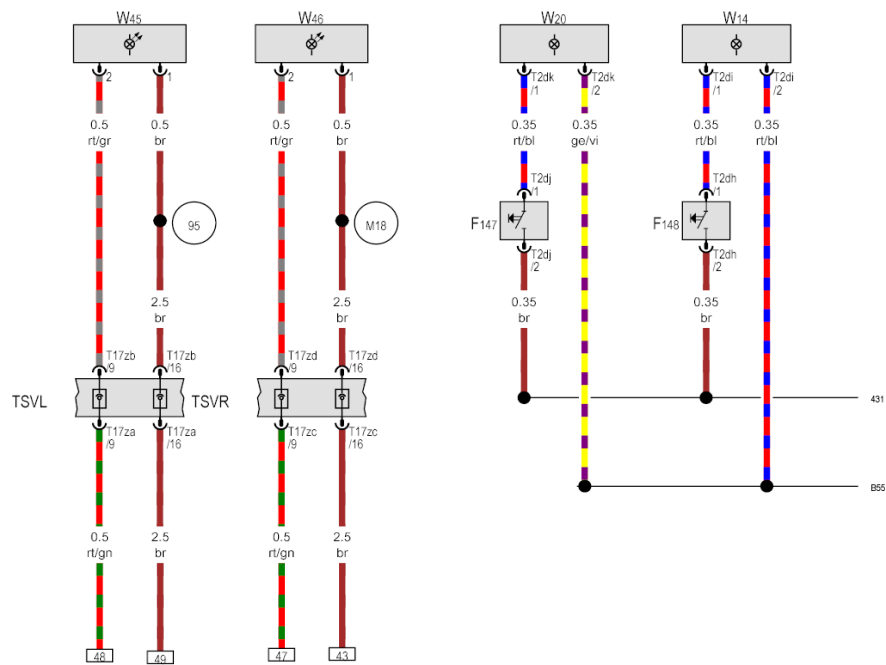 W45 W46 W20 W14
2 1 2 1 T2dk T2dk T2di T2di
/1 /2 /1 /2
0.5 0.5 0.5 0.5 0.35 0.35 0.35 0.35
rt/gr br rt/gr br rt/bl ge/vi rt/bl rt/bl
T2dj T2dh
/1 /1
95 M18 F147 F148
T2dj T2dh
/2 /2
2.5 2.5 0.35 0.35
br br br br
T17zb T17zb T17zd T17zd
/9 /16 /9 /16
TSVL TSVR 431
T17za T17za T17zc T17zc
/9 /16 /9 /16
B55
0.5 2.5 0.5 2.5
rt/gn br rt/gn br
48 49 47 43